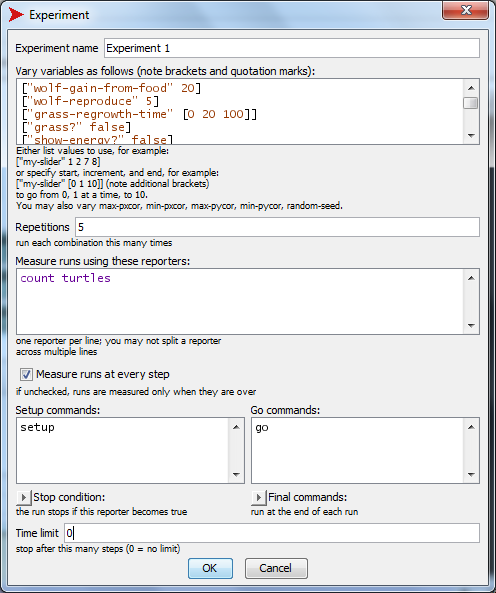 Experiment
Experiment name Experiment 1
Vary variables as follows (note brackets and quotation marks):
["wolf-gain-from-food" 20]
["wolf-reproduce" 5]
["grass-regrowth-time" [0 20 100]]
["grass?" false]
["show-energy?" false]
Either list values to use, for example:
["my-slider" 1 2 7 8]
or specify start, increment, and end, for example:
["my-slider" [0 1 10]] (note additional brackets)
to go from 0, 1 at a time, to 10.
You may also vary max-pxcor, min-pxcor, max-pycor, min-pycor, random-seed.
Repetitions 5
run each combination this many times
Measure runs using these reporters:
count turtles
one reporter per line; you may not split a reporter
across multiple lines
Measure runs at every step
if unchecked, runs are measured only when they are over
Setup commands: Go commands:
setup go
Stop condition: Final commands:
the run stops if this reporter becomes true run at the end of each run
Time limit 0
stop after this many steps (0 = no limit)
OK Cancel